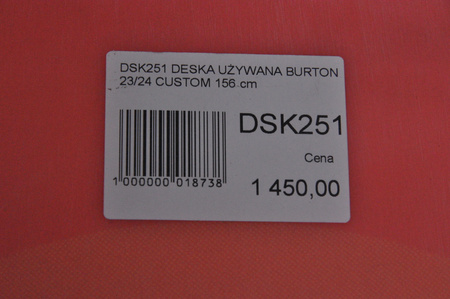 DSK251 DESKA UŻYWANA BURTON
23/24 CUSTOM 156 cm
DSK251
Cena
1 450,00
1 000000 018738